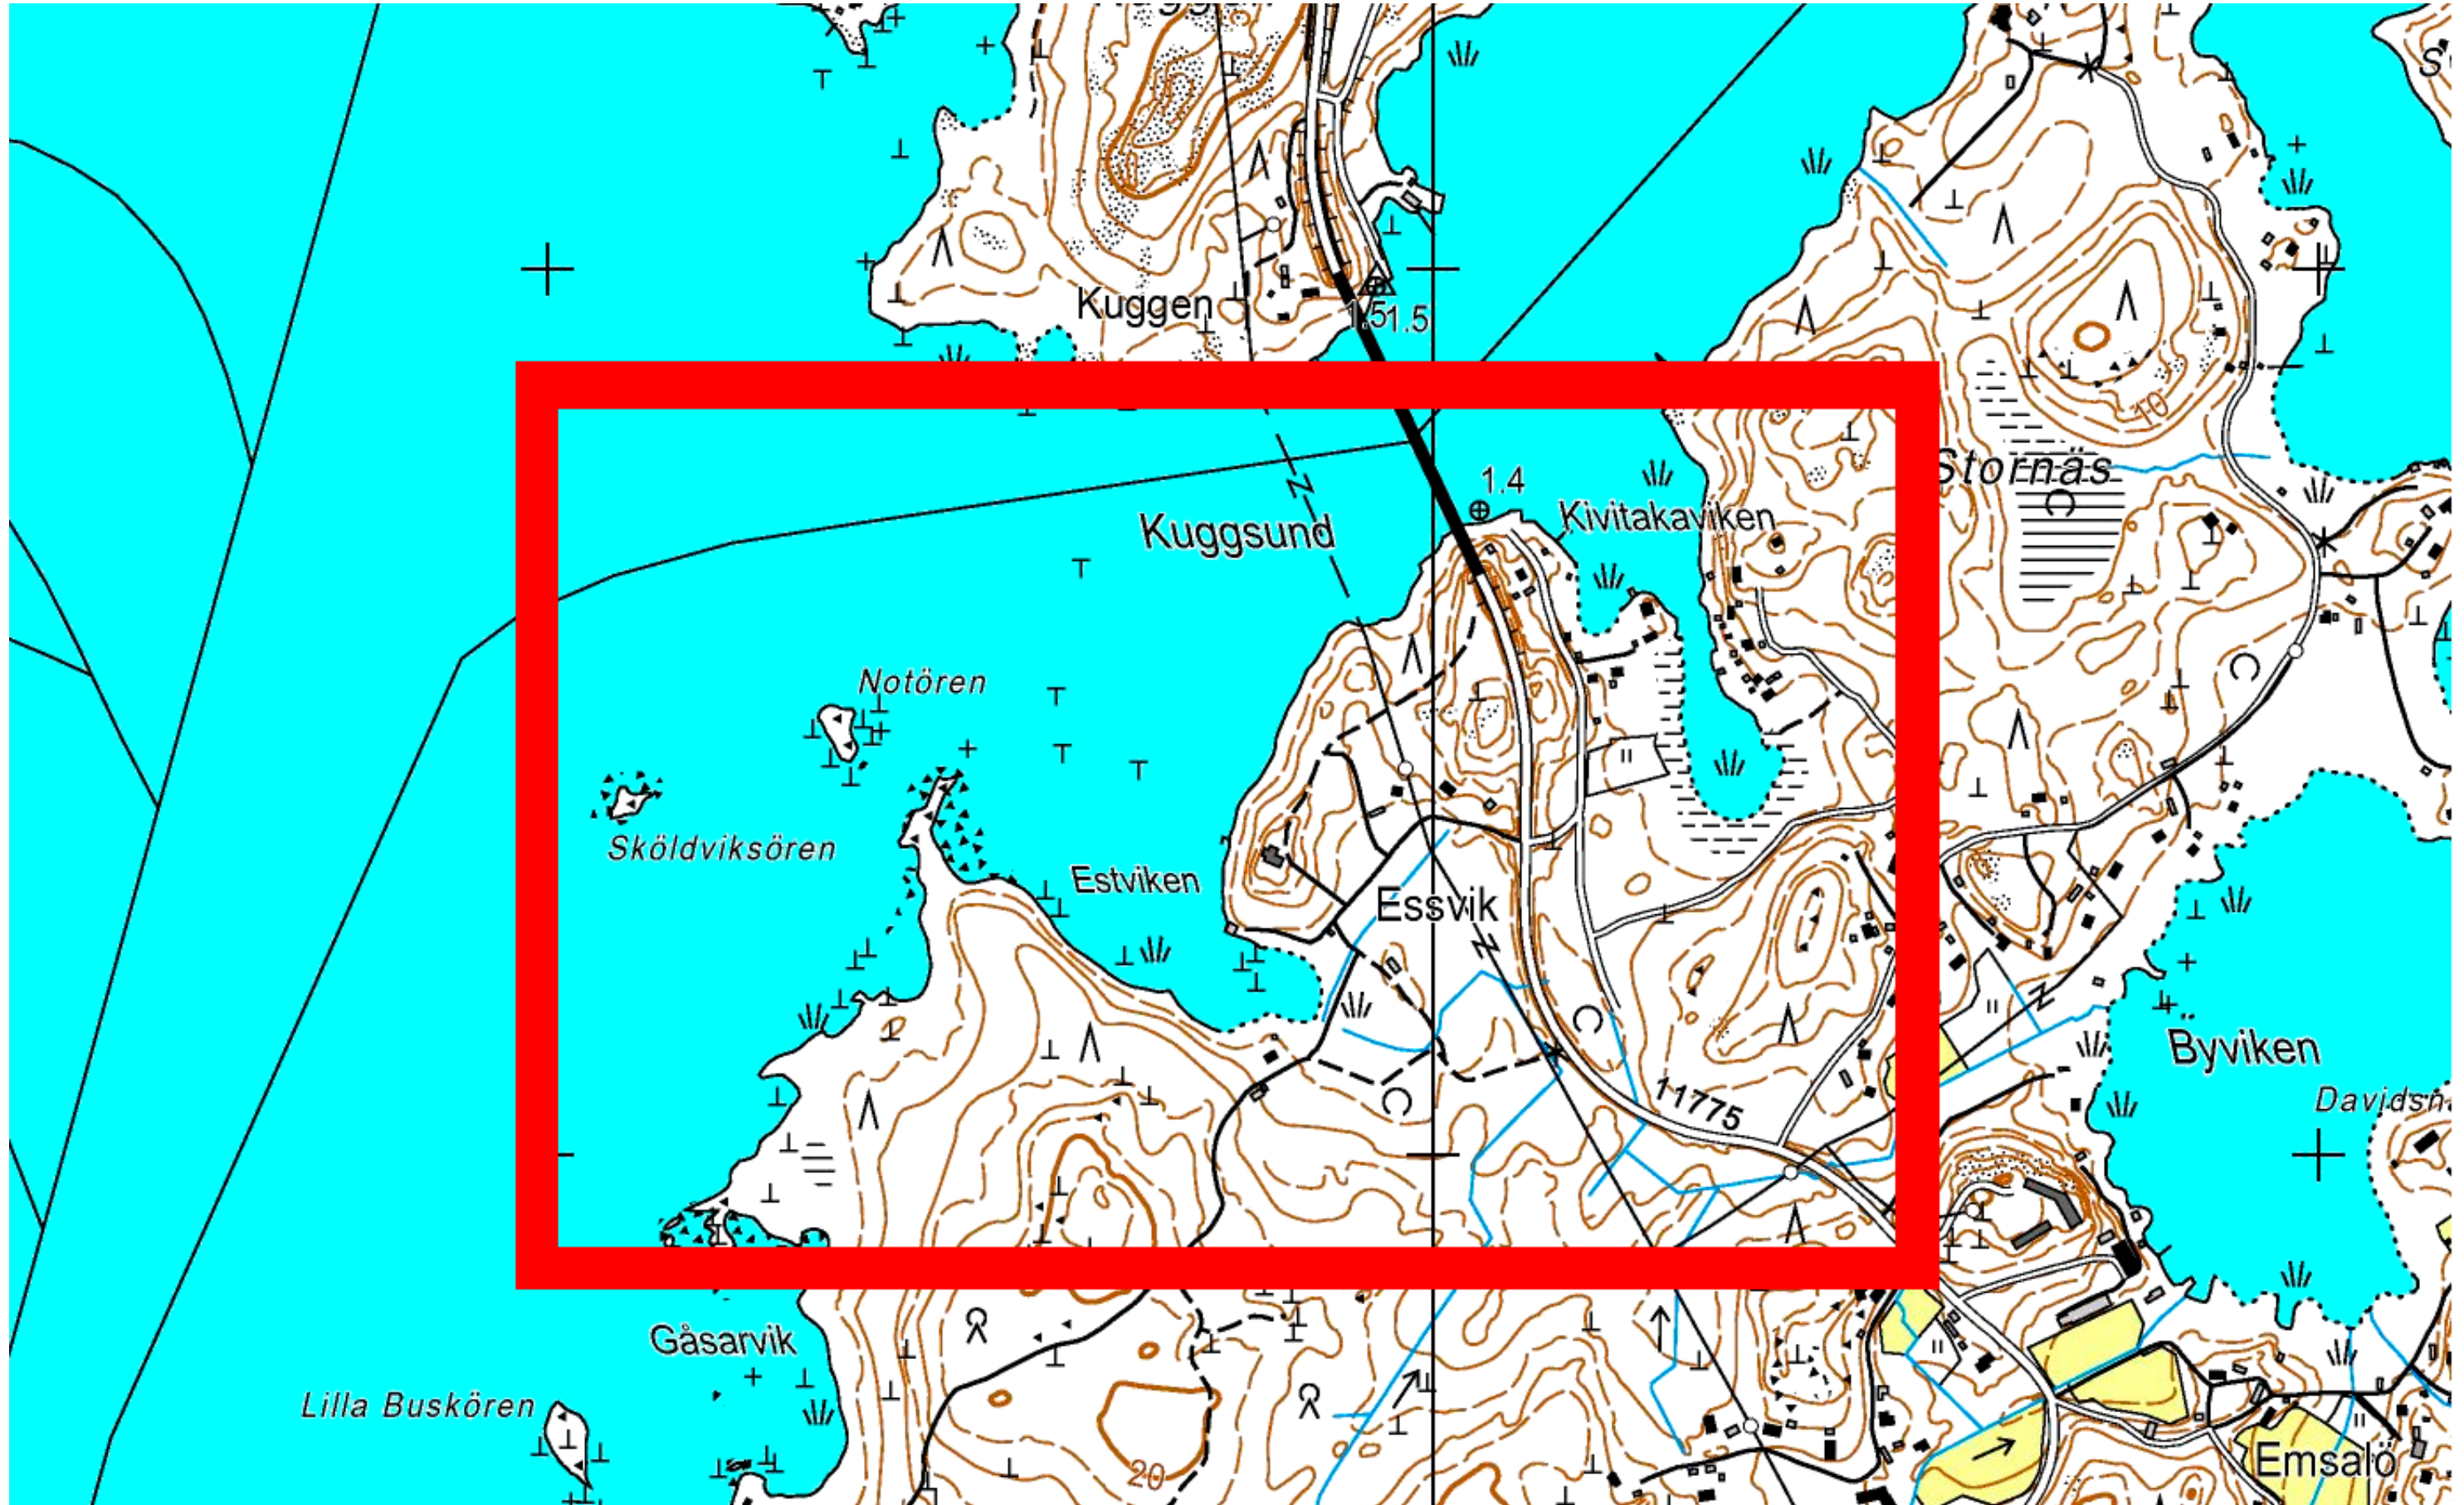 Kuggen
1.5
1.5
10
Stornäs
1.4
Kivitakaviken
Kuggsund
Notören
Sköldviksören
Estviken
Essvik
Byviken
Davidsn
11775
Gåsarvik
Lilla Buskören
20
Emsalö